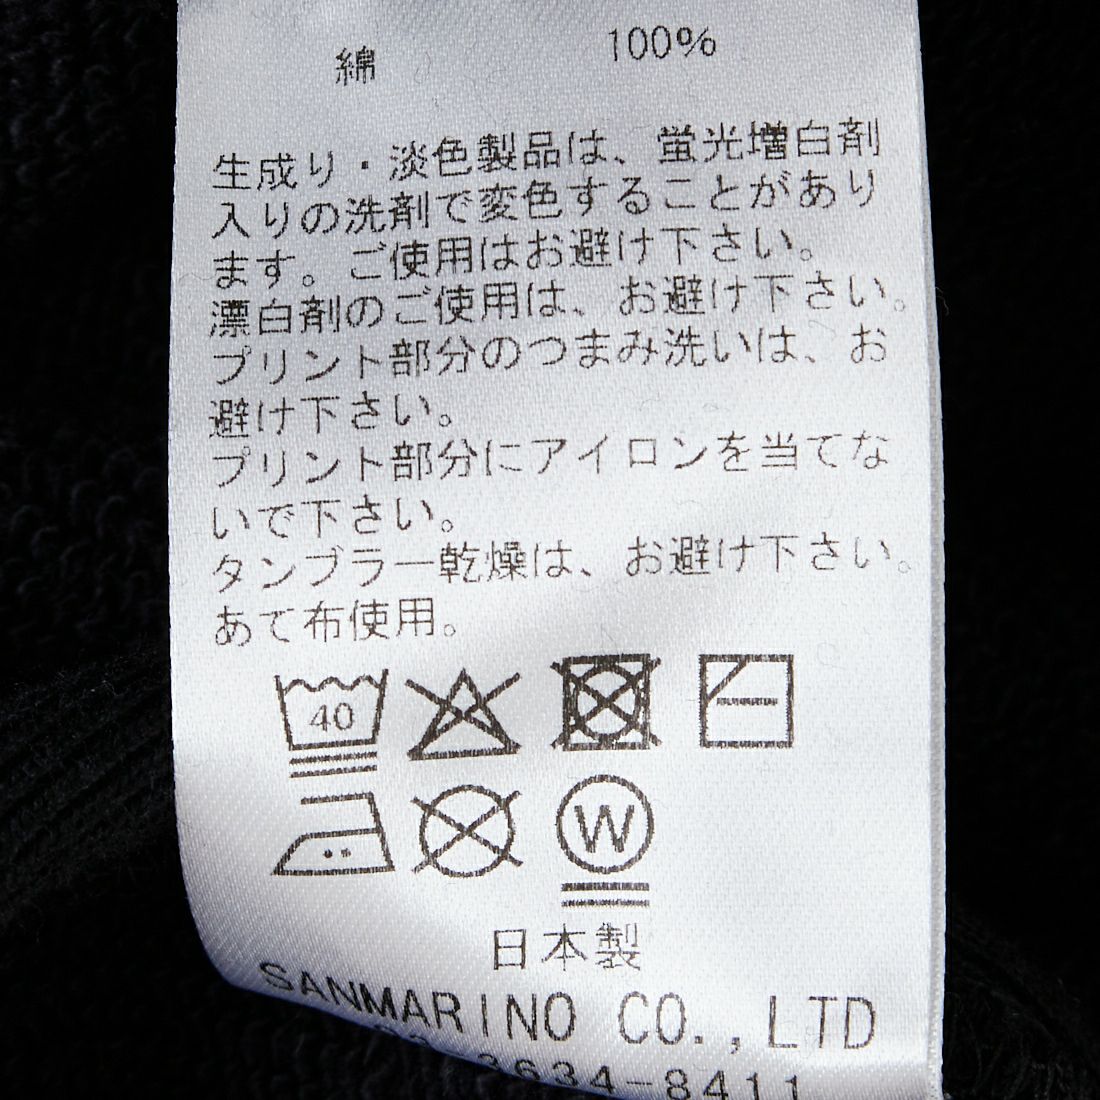 綿 100%
生成り・淡色製品は、蛍光増白剤
入りの洗剤で変色することがあり
ます。ご使用はお避け下さい。
漂白剤のご使用は、お避け下さい。
プリント部分のつまみ洗いは、お
避け下さい。
プリント部分にアイロンを当てな
いで下さい。
タンブラー乾燥は、お避け下さい。
あて布使用。
40
W
日本製
SANMARINO CO.,LTD
3634-8411